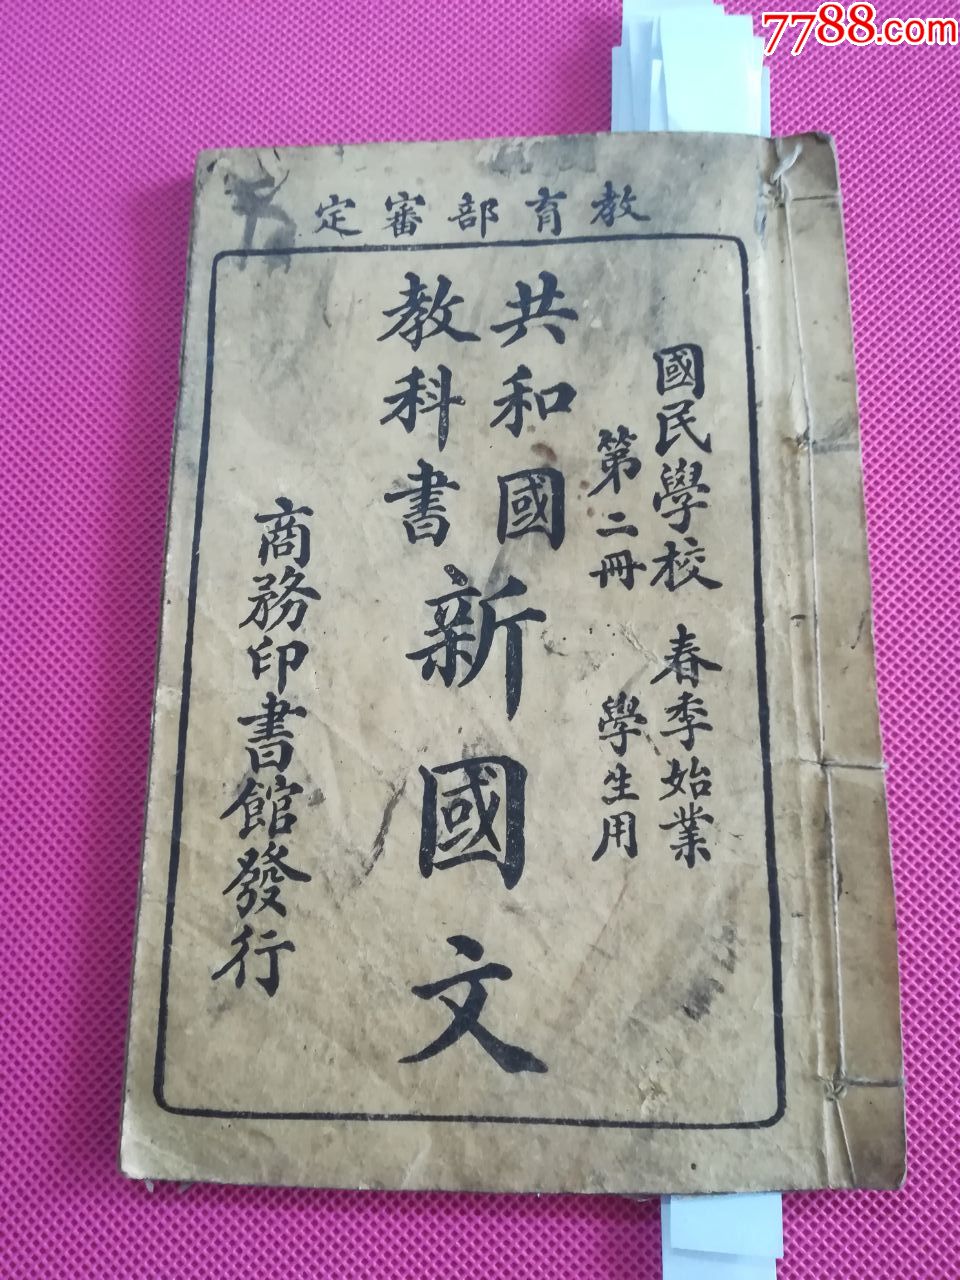 7788.com
教育部審定
國民學校 春季始業
第二冊 學生用
共和國
教科書
新國文
商務印書館發行